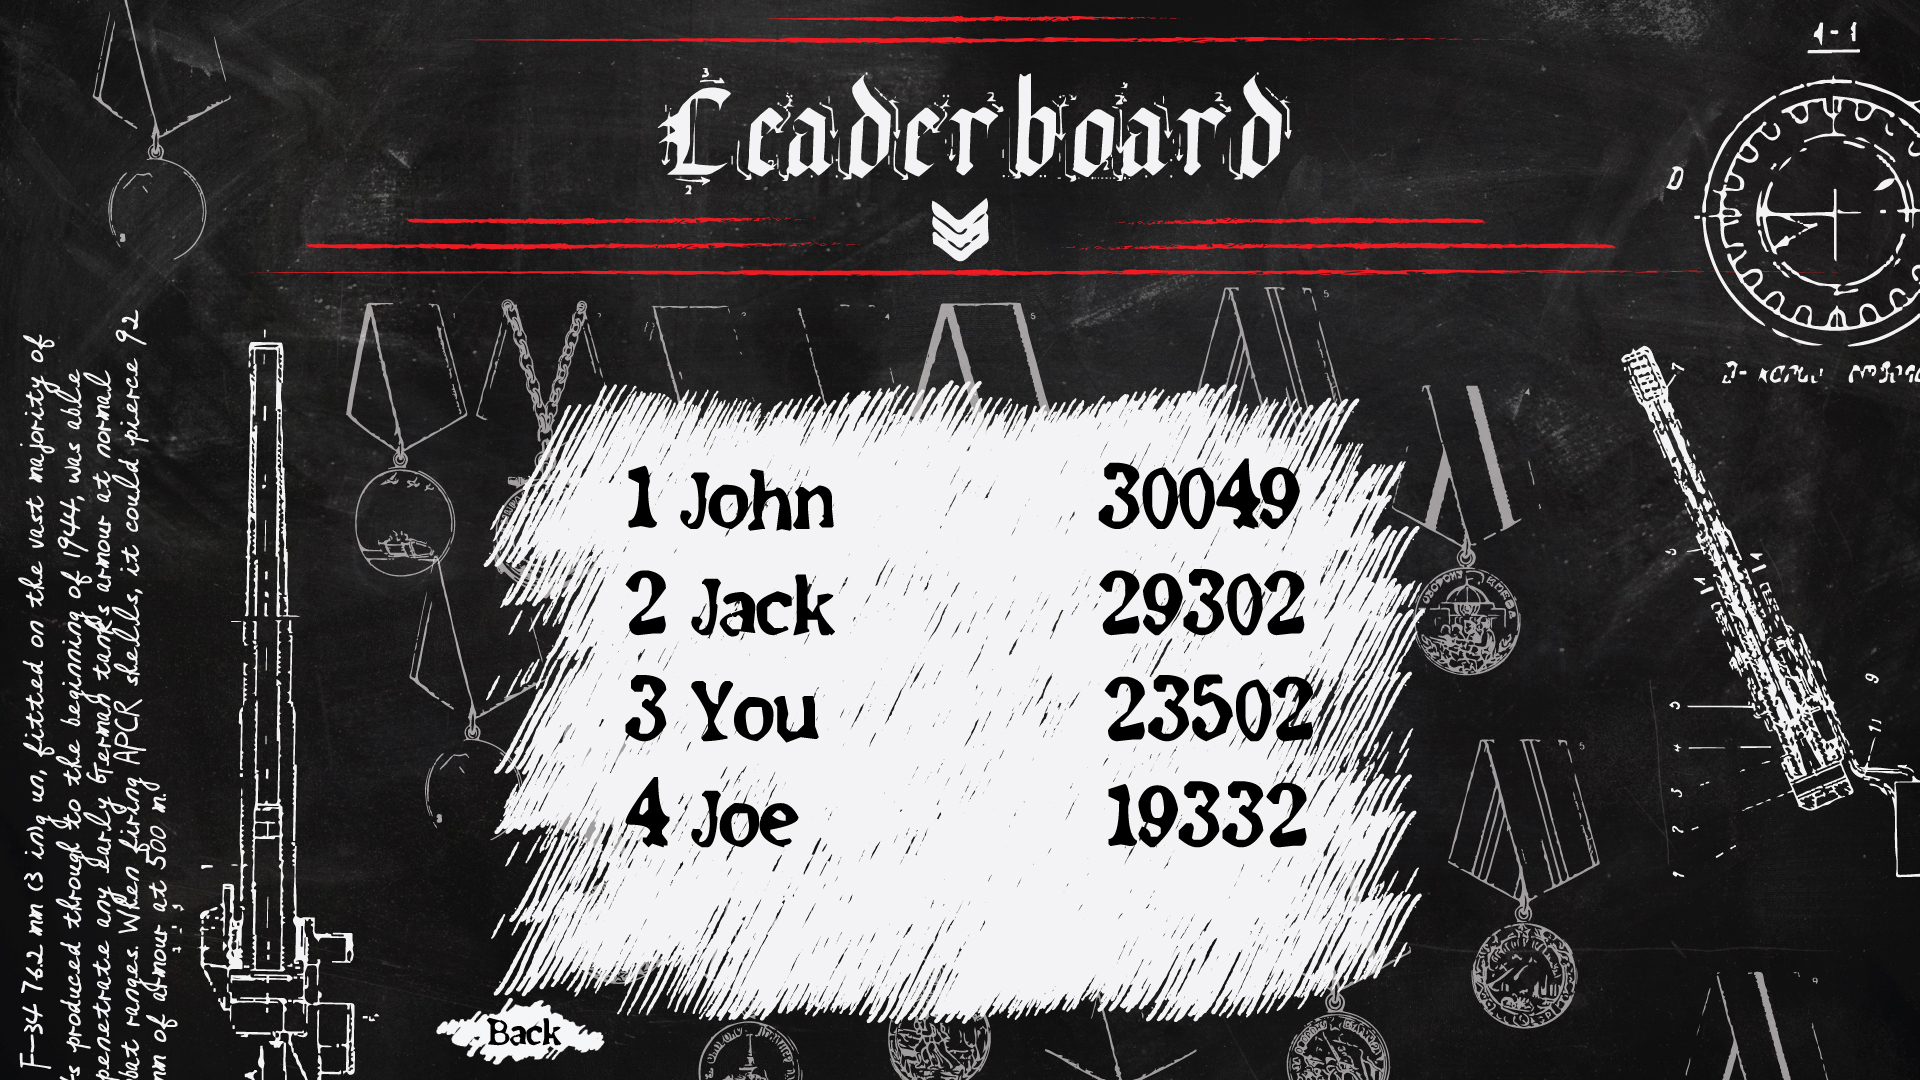 Leaderboard
1 John 30049
2 Jack 29302
3 You 23502
4 Joe 19332
Back
F-34 76.2 mm (3 in) g un, fitted on the vast majority of
s produced through to the beginning of 1944, was able
penetrate any early German tanks armour at normal
bat ranges. When firing APCR shells, it could pierce 92
mm of armour at 500 m.
1-1
D